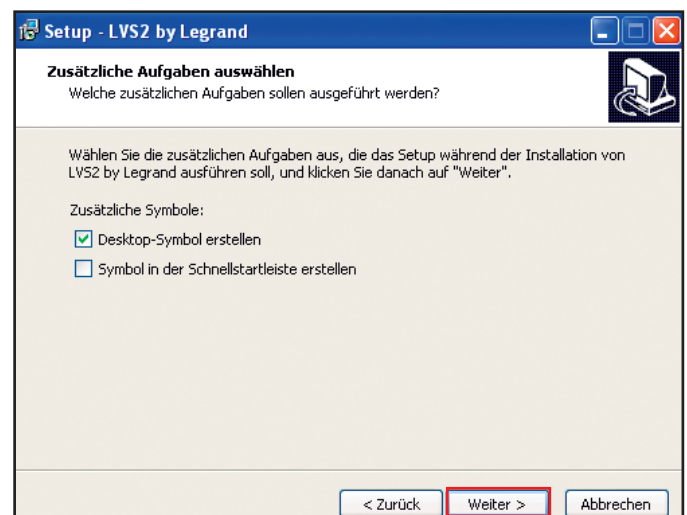 Setup - LVS2 by Legrand
Zusätzliche Aufgaben auswählen
Welche zusätzlichen Aufgaben sollen ausgeführt werden?
Wählen Sie die zusätzlichen Aufgaben aus, die das Setup während der Installation von
LVS2 by Legrand ausführen soll, und klicken Sie danach auf "Weiter".
Zusätzliche Symbole:
Desktop-Symbol erstellen
Symbol in der Schnellstartleiste erstellen
< Zurück Weiter > Abbrechen